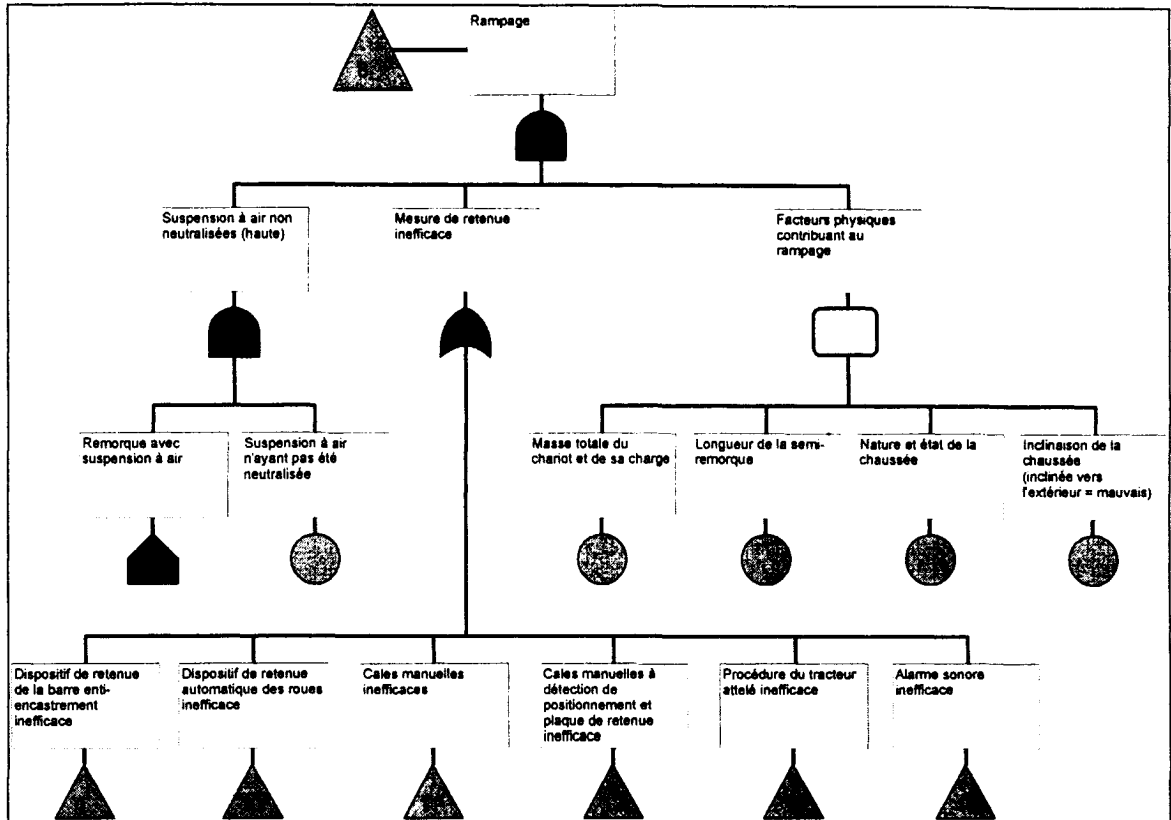 Rampage
Suspension à air non
neutralisées (haute)
Mesure de retenue
inefficace
Facteurs physiques
contribuant au
rampage
Remorque avec
suspension à air
Suspension à air
n'ayant pas été
neutralisée
Masse totale du
chariot et de sa charge
Longueur de la semi-
remorque
Nature et état de la
chaussée
Inclinaison de la
chaussée
(inclinée vers
l'extérieur = mauvais)
Dispositif de retenue
de la barre enti-
encastrement
inefficace
Dispositif de retenue
automatique des roues
inefficace
Cales manuelles
inefficaces
Cales manuelles à
détection de
positionnement et
plaque de retenue
inefficace
Procédure du tracteur
attelé inefficace
Alarme sonore
inefficace